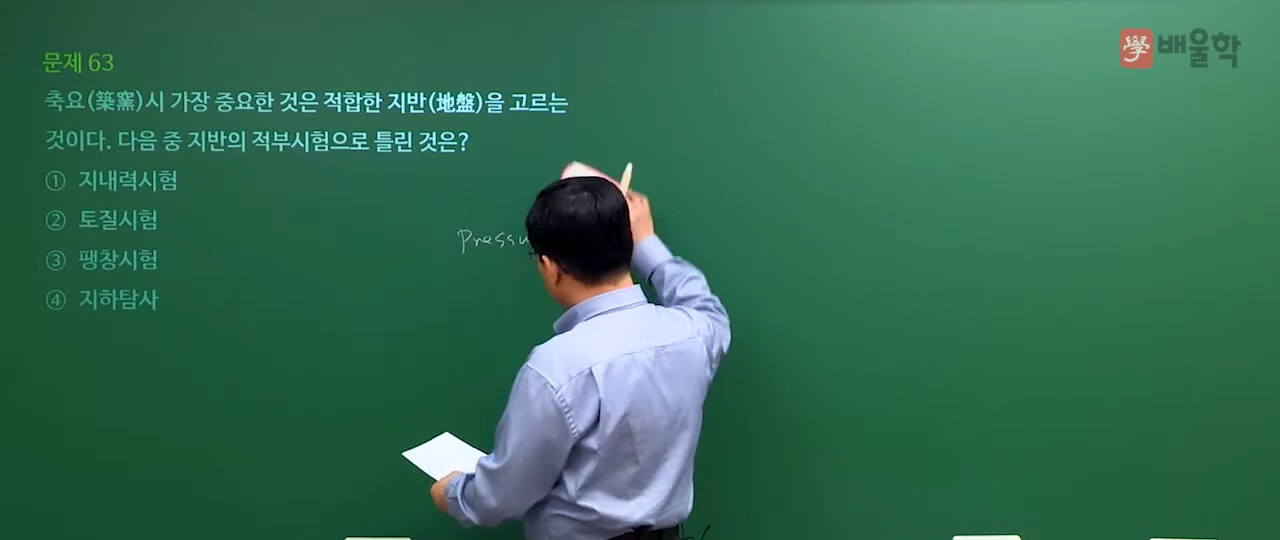 문제 63
學 배울학
축요(築窯)시 가장 중요한 것은 적합한 지반(地盤)을 고르는
것이다. 다음 중 지반의 적부시험으로 틀린 것은?
① 지내력시험
② 토질시험
③ 팽창시험
④ 지하탐사